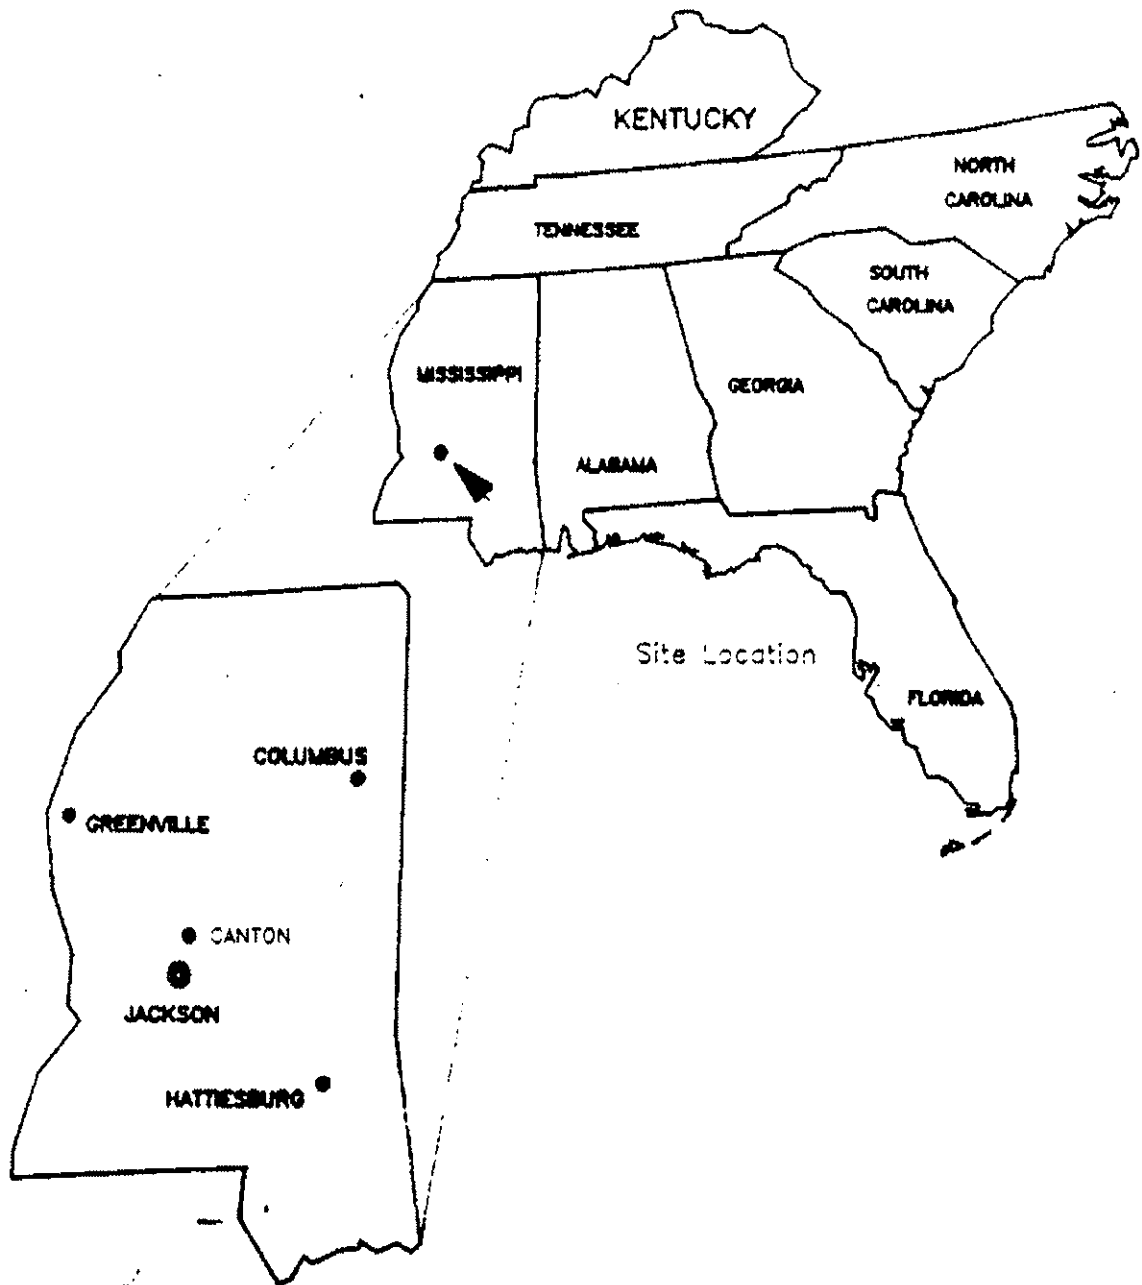 KENTUCKY
NORTH
CAROLINA
TENNESSEE
SOUTH
CAROLINA
MISSISSIPPI
GEORGIA
ALABAMA
Site Location
FLORIDA
COLUMBUS
GREENVILLE
CANTON
JACKSON
HATTIESBURG